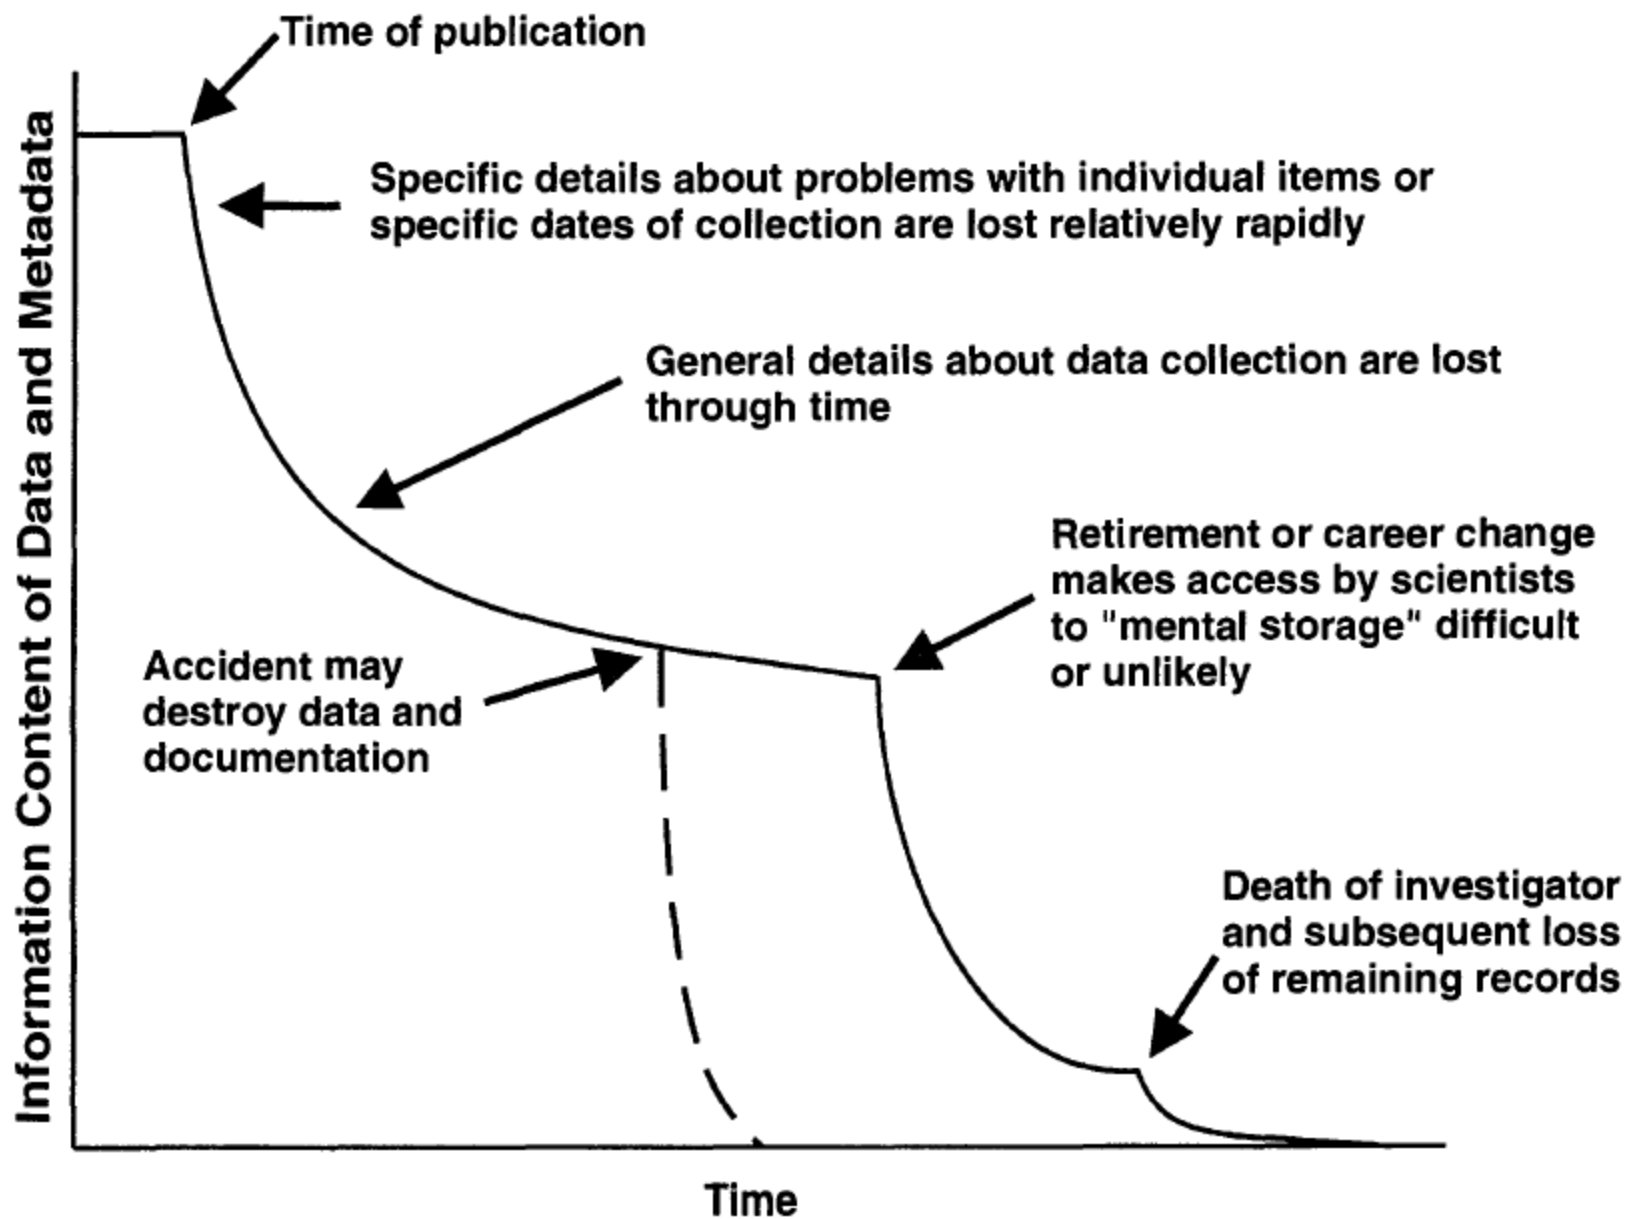 Time of publication
Specific details about problems with individual items or
specific dates of collection are lost relatively rapidly
General details about data collection are lost
through time
Retirement or career change
makes access by scientists
to "mental storage" difficult
or unlikely
Accident may
destroy data and
documentation
Death of investigator
and subsequent loss
of remaining records
Information Content of Data and Metadata
Time